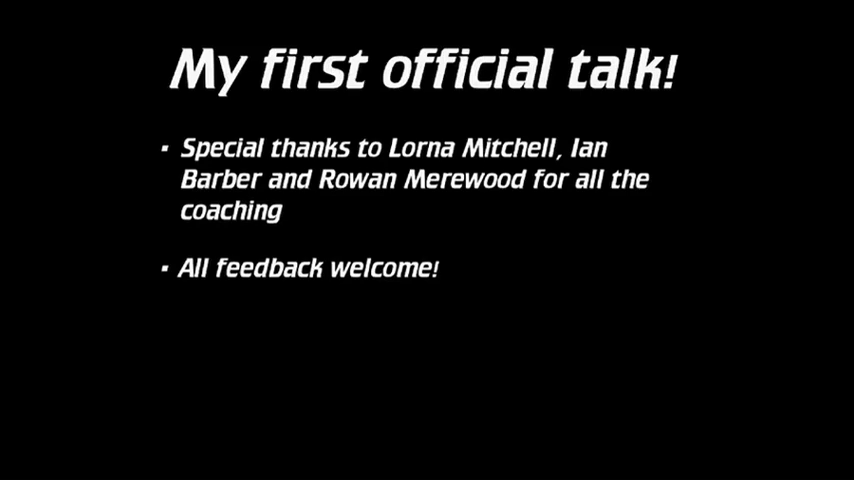 My first official talk!
▪ Special thanks to Lorna Mitchell, Ian
Barber and Rowan Merewood for all the
coaching
▪ All feedback welcome!